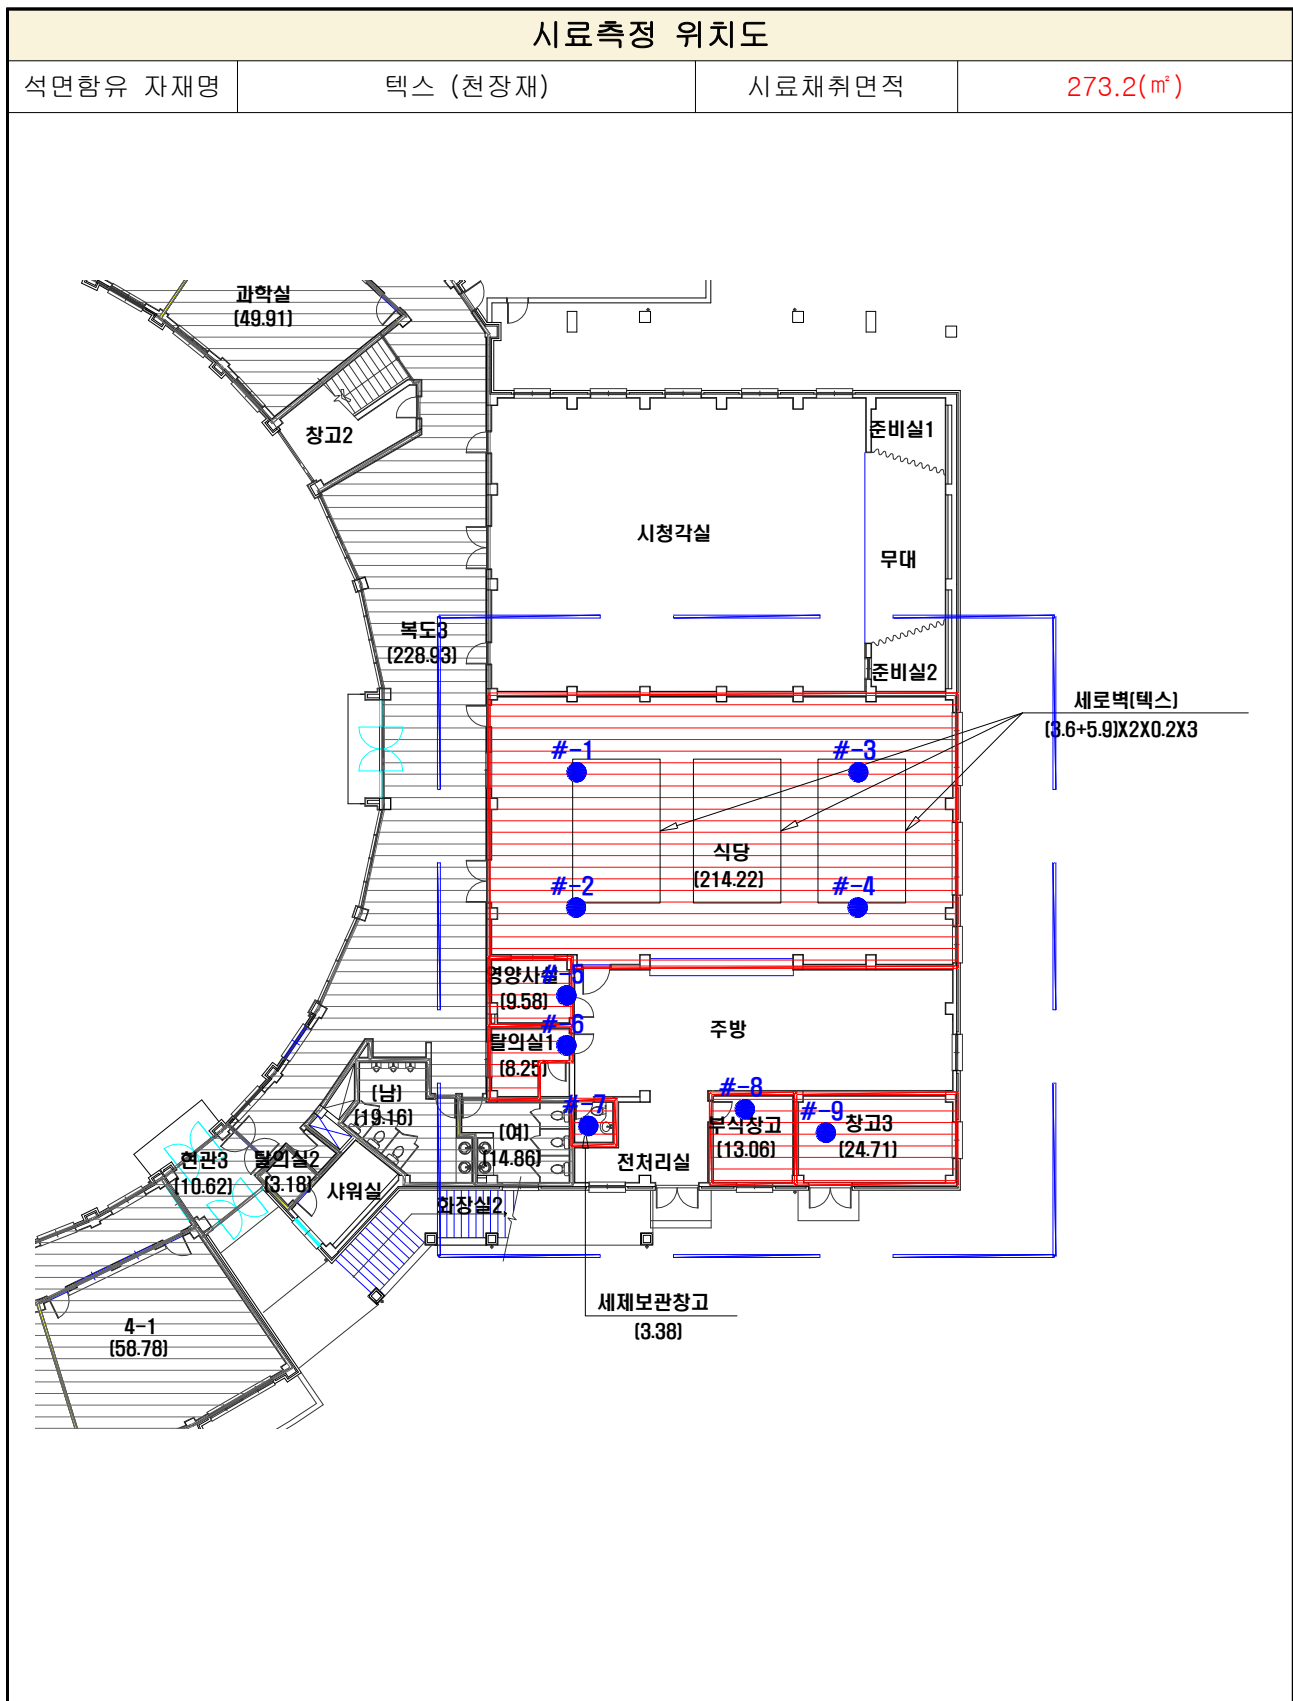 시료측정 위치도
석면함유 자재명
텍스 (천장재)
시료채취면적
273.2(㎡)
과학실
(49.91)
창고2
준비실1
시청각실
무대
복도3
(228.93)
준비실2
세로벽(텍스)
(3.6+5.9)X2X0.2X3
#-1
#-3
식당
(214.22)
#-2
#-4
영양사실
#-5
(9.58)
#-6
탈의실1
(8.25)
주방
(남)
(19.16)
#-7
#-8
부식창고
(13.06)
#-9
창고3
(24.71)
(여)
(14.86)
전처리실
현관3
(10.62)
탈의실2
(3.18)
샤워실
화장실2
세제보관창고
(3.38)
4-1
(58.78)